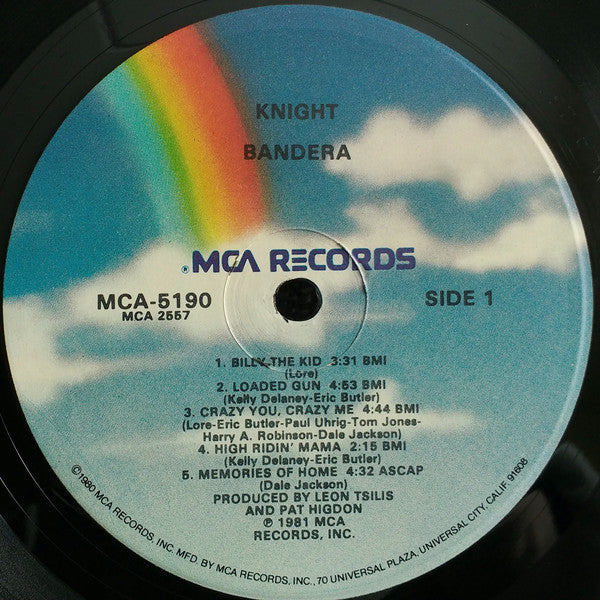 KNIGHT
BANDERA
MCA RECORDS
MCA-5190
MCA 2557
SIDE 1
1. BILLY THE KID 3:31 BMI
(Lore)
2. LOADED GUN 4:53 BMI
(Kelly Delaney-Eric Butler)
3. CRAZY YOU, CRAZY ME 4:44 BMI
(Lore-Eric Butler-Paul Uhrig-Tom Jones-
Harry A. Robinson-Dale Jackson)
4. HIGH RIDIN' MAMA 2:15 BMI
(Kelly Delaney-Eric Butler)
5. MEMORIES OF HOME 4:32 ASCAP
(Dale Jackson)
PRODUCED BY LEON TSILIS
AND PAT HIGDON
℗ 1981 MCA
RECORDS, INC.
©1980 MCA RECORDS, INC. MFD. BY MCA RECORDS, INC., 70 UNIVERSAL PLAZA, UNIVERSAL CITY, CALIF. 91608